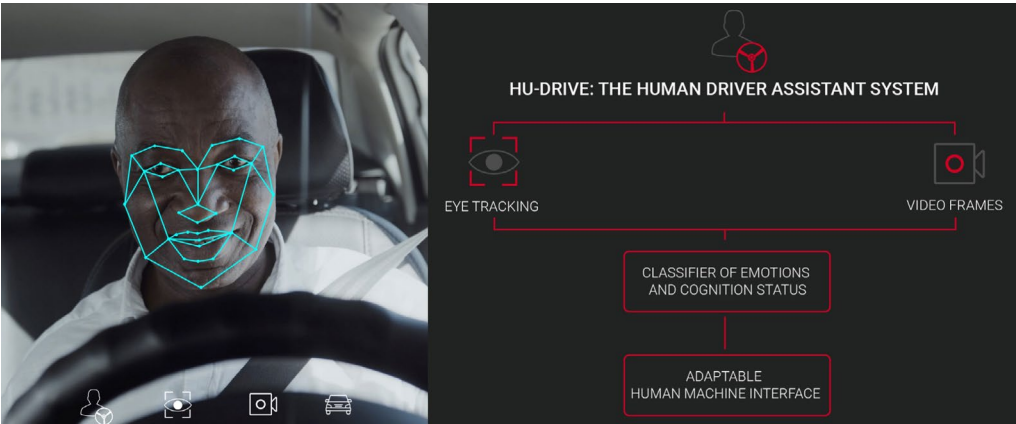 HU-DRIVE: THE HUMAN DRIVER ASSISTANT SYSTEM
EYE TRACKING
VIDEO FRAMES
CLASSIFIER OF EMOTIONS
AND COGNITION STATUS
ADAPTABLE
HUMAN MACHINE INTERFACE